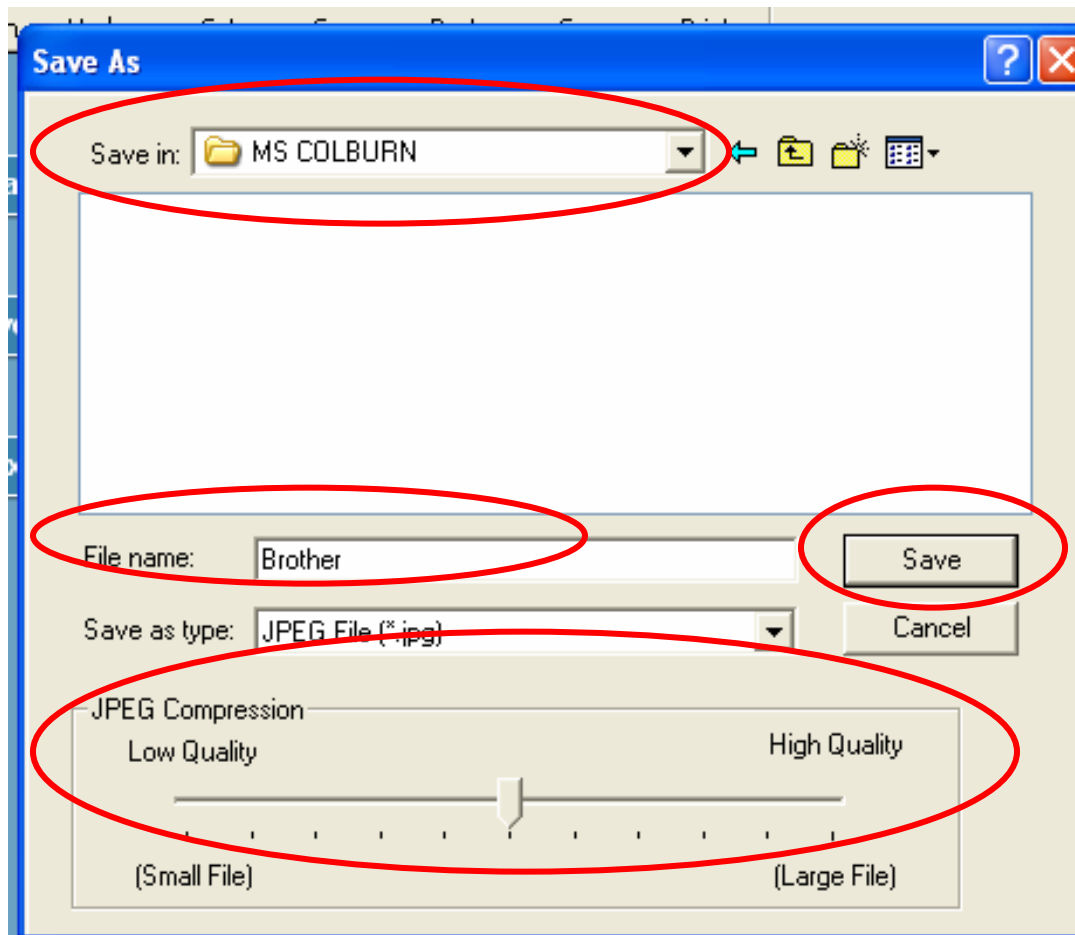 Save As
Save in: MS COLBURN
File name: Brother
Save
Save as type: JPEG File (*.jpg)
Cancel
JPEG Compression
Low Quality High Quality
(Small File) (Large File)